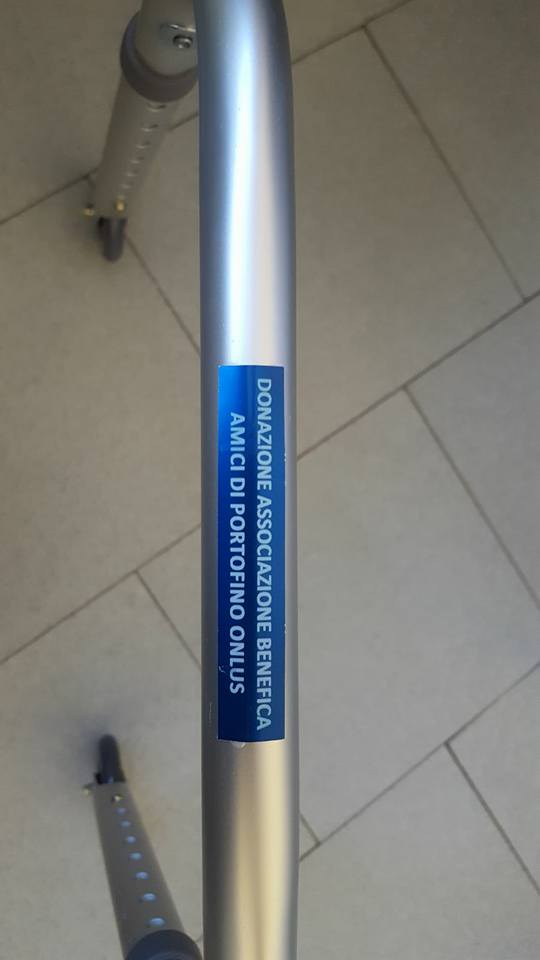 DONAZIONE ASSOCIAZIONE BENEFICA
AMICI DI PORTOFINO ONLUS